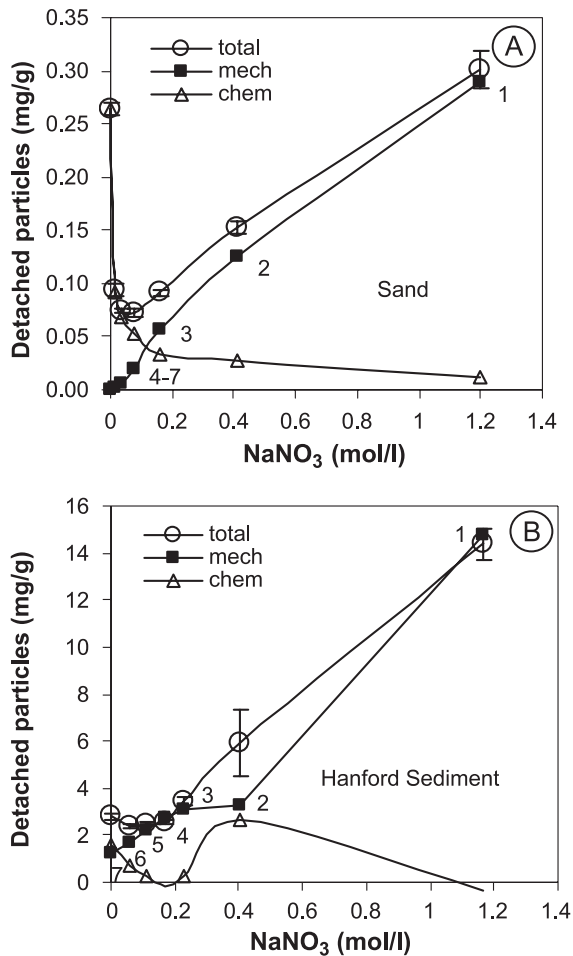 A
total
mech
chem
0.35
0.30
0.25
0.20
0.15
0.10
0.05
0.00
Detached particles (mg/g)
1
2
3
4-7
Sand
0 0.2 0.4 0.6 0.8 1 1.2 1.4
NaNO₃ (mol/l)
B
total
mech
chem
16
14
12
10
8
6
4
2
0
Detached particles (mg/g)
1
2
3
4
5
6
7
Hanford Sediment
0 0.2 0.4 0.6 0.8 1 1.2 1.4
NaNO₃ (mol/l)